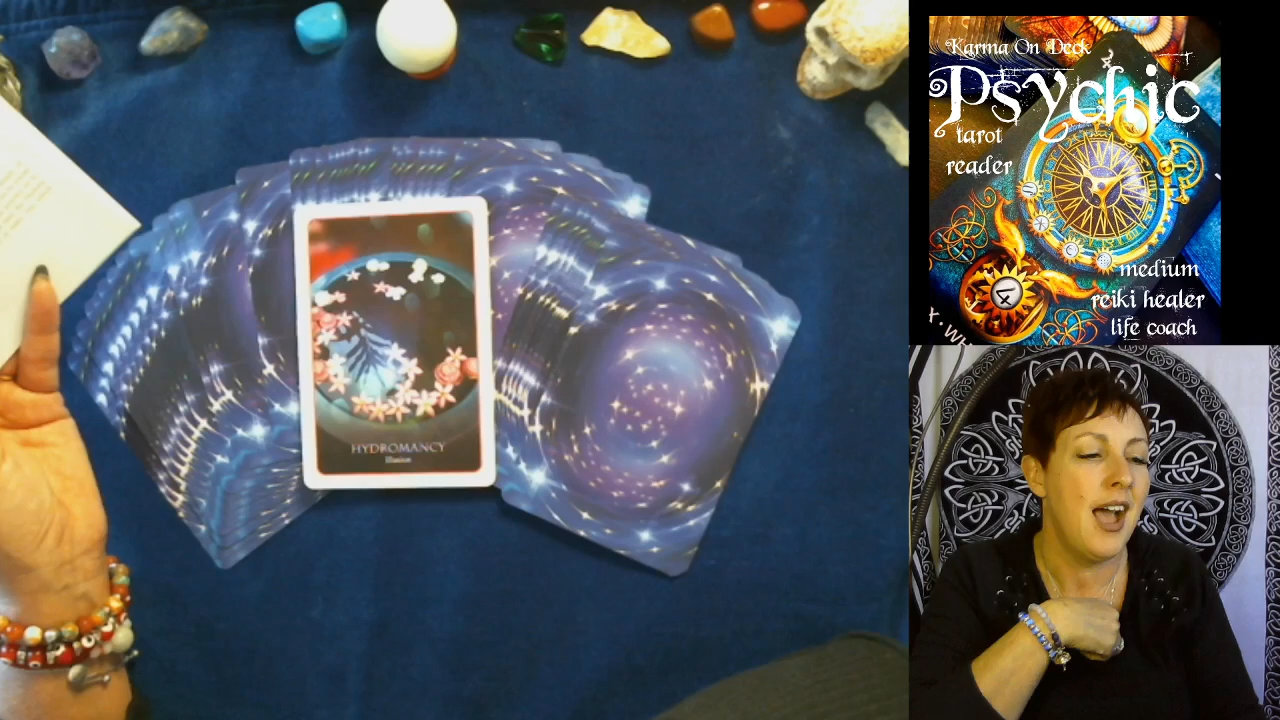 Karma On Deck
Psychic
tarot
reader
medium
reiki healer
life coach
HYDROMANCY
Illusion